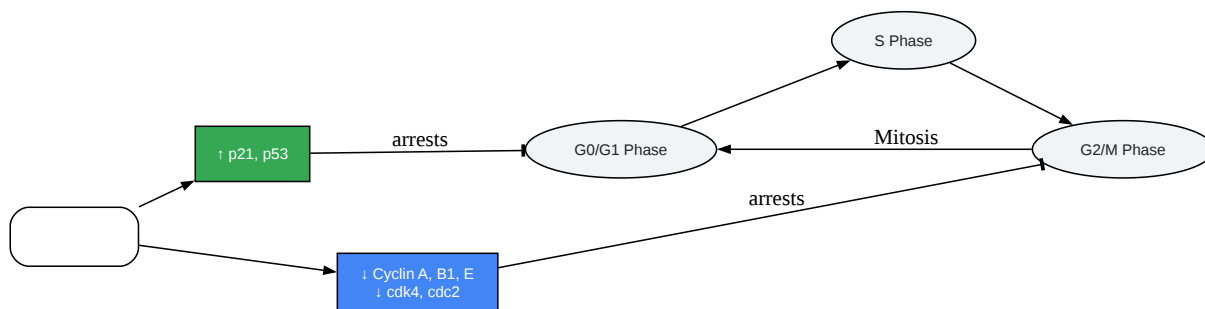 S Phase
↑ p21, p53
arrests
G0/G1 Phase
Mitosis
G2/M Phase
arrests
↓ Cyclin A, B1, E
↓ cdk4, cdc2